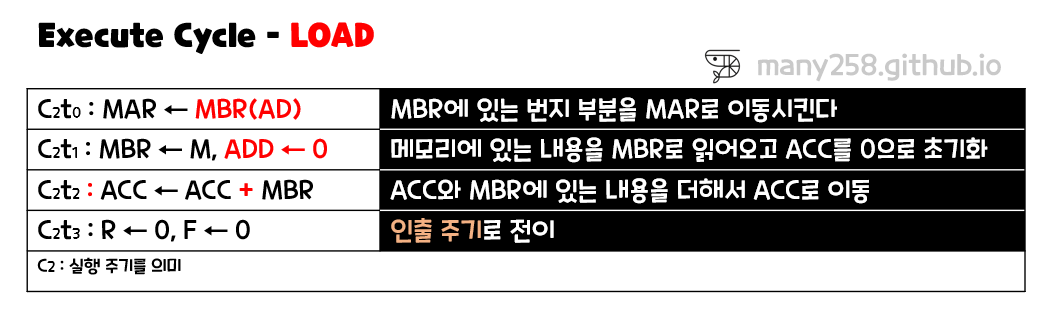 Execute Cycle - LOAD
many258.github.io
C₂t₀ : MAR ← MBR(AD)
MBR에 있는 번지 부분을 MAR로 이동시킨다
C₂t₁ : MBR ← M, ADD ← 0
메모리에 있는 내용을 MBR로 읽어오고 ACC를 0으로 초기화
C₂t₂ : ACC ← ACC + MBR
ACC와 MBR에 있는 내용을 더해서 ACC로 이동
C₂t₃ : R ← 0, F ← 0
인출 주기로 전이
C₂ : 실행 주기를 의미